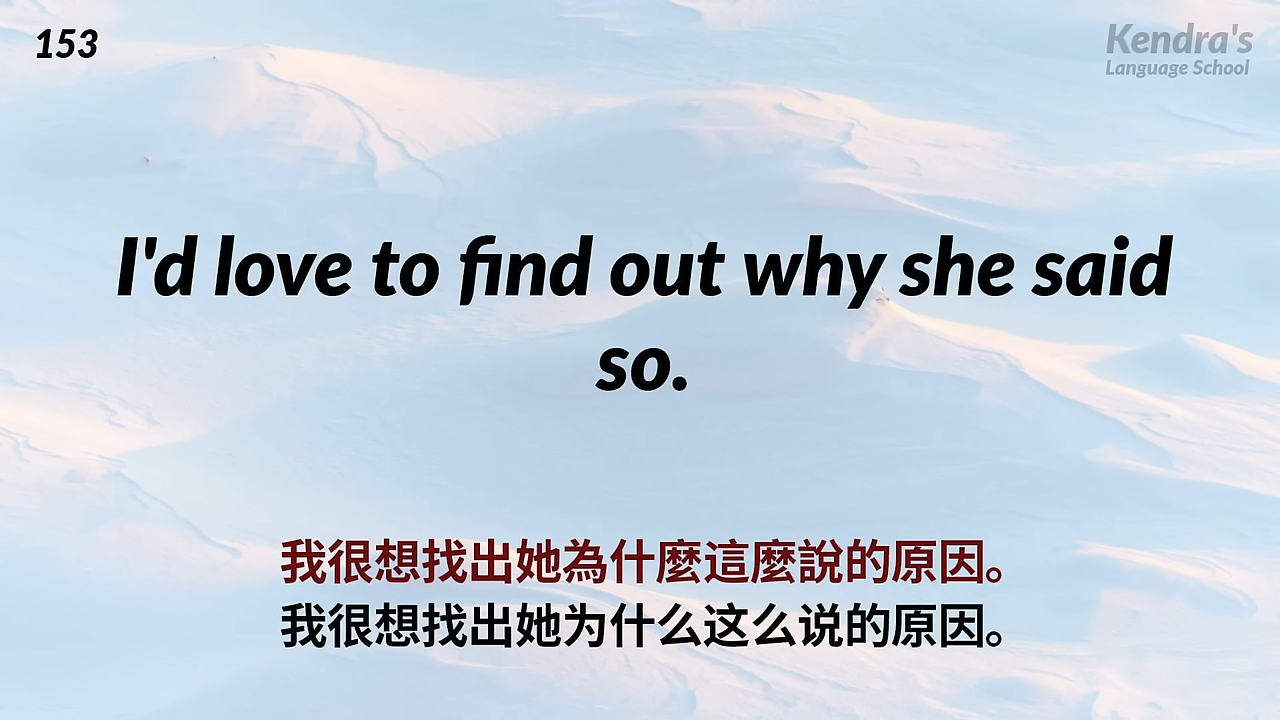 153
Kendra's
Language School
I'd love to find out why she said
so.
我很想找出她為什麼這麼說的原因。
我很想找出她为什么这么说的原因。